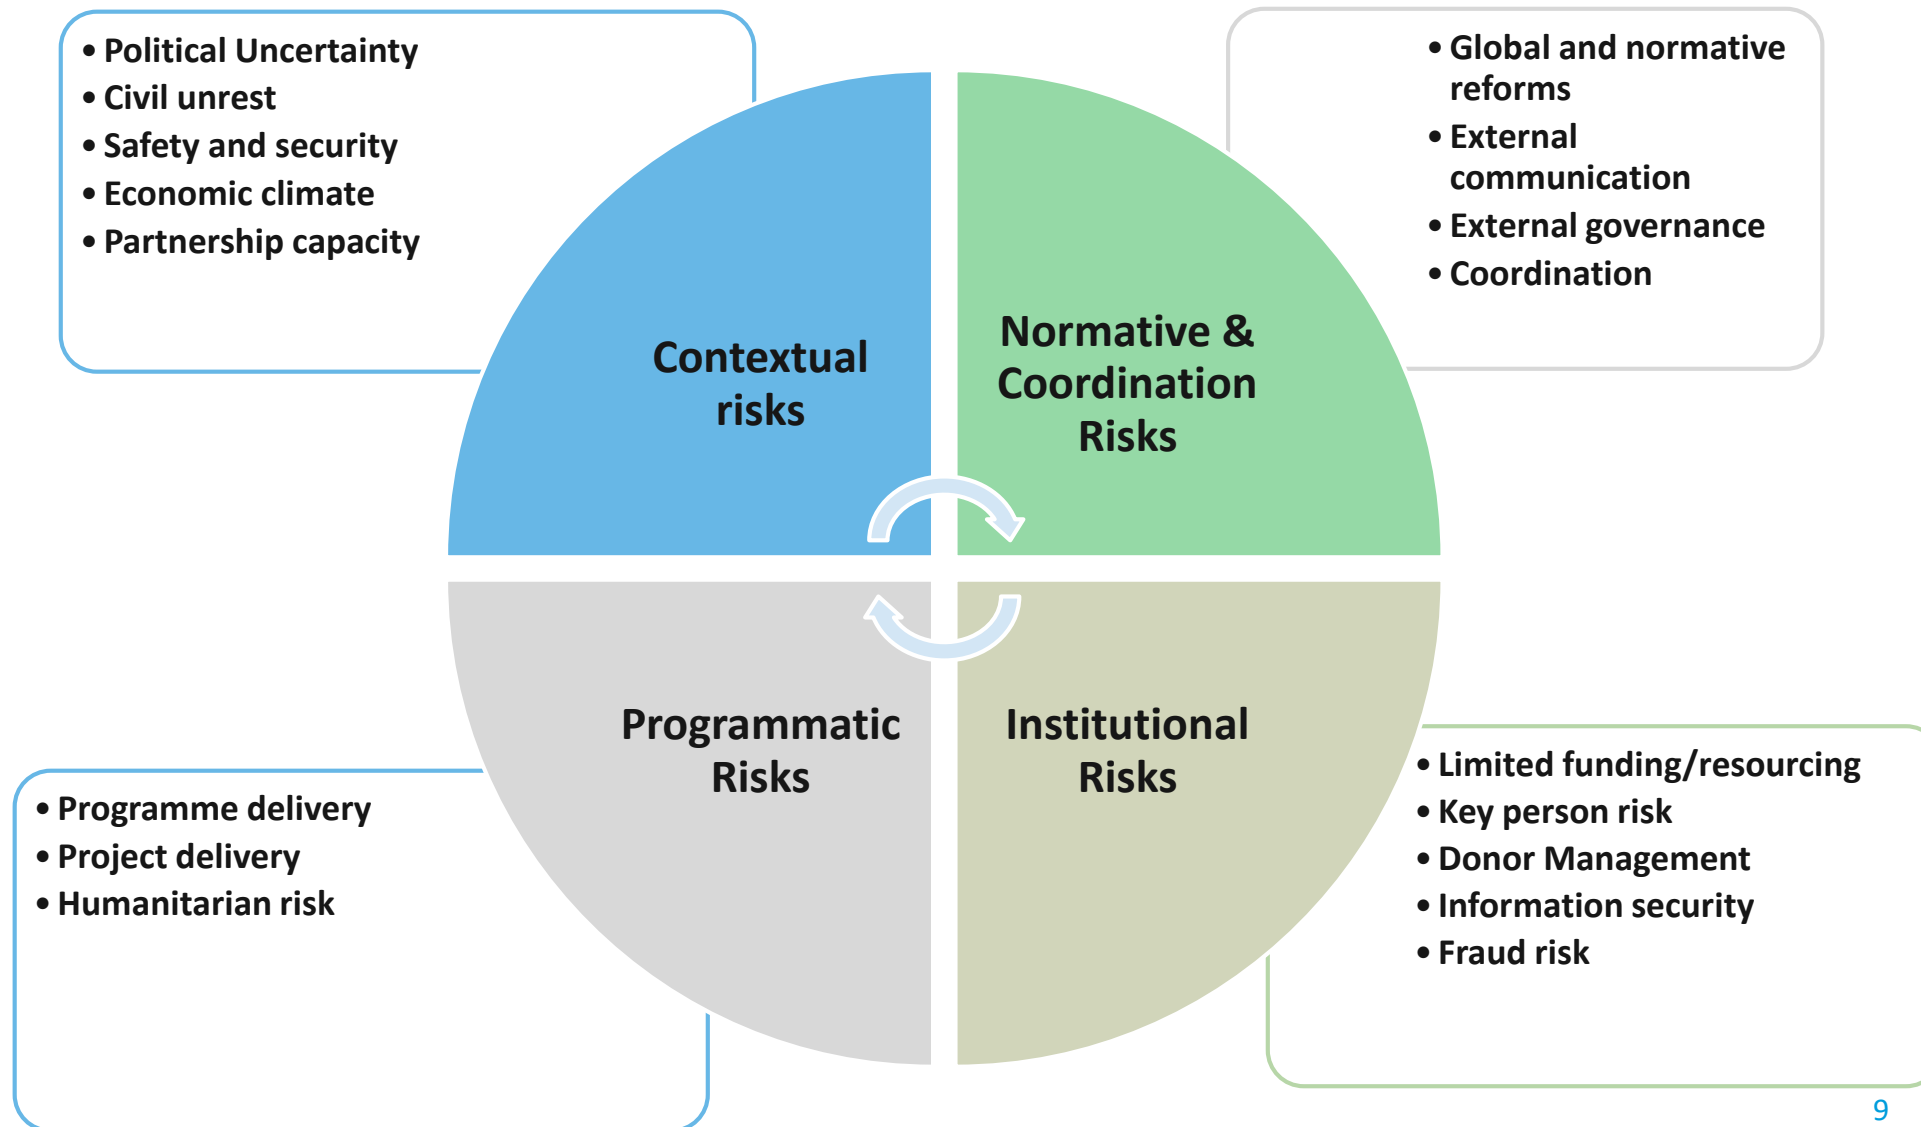 • Political Uncertainty
• Civil unrest
• Safety and security
• Economic climate
• Partnership capacity
• Global and normative
reforms
• External
communication
• External governance
• Coordination
Contextual
risks
Normative &
Coordination
Risks
Programmatic
Risks
Institutional
Risks
• Programme delivery
• Project delivery
• Humanitarian risk
• Limited funding/resourcing
• Key person risk
• Donor Management
• Information security
• Fraud risk
9